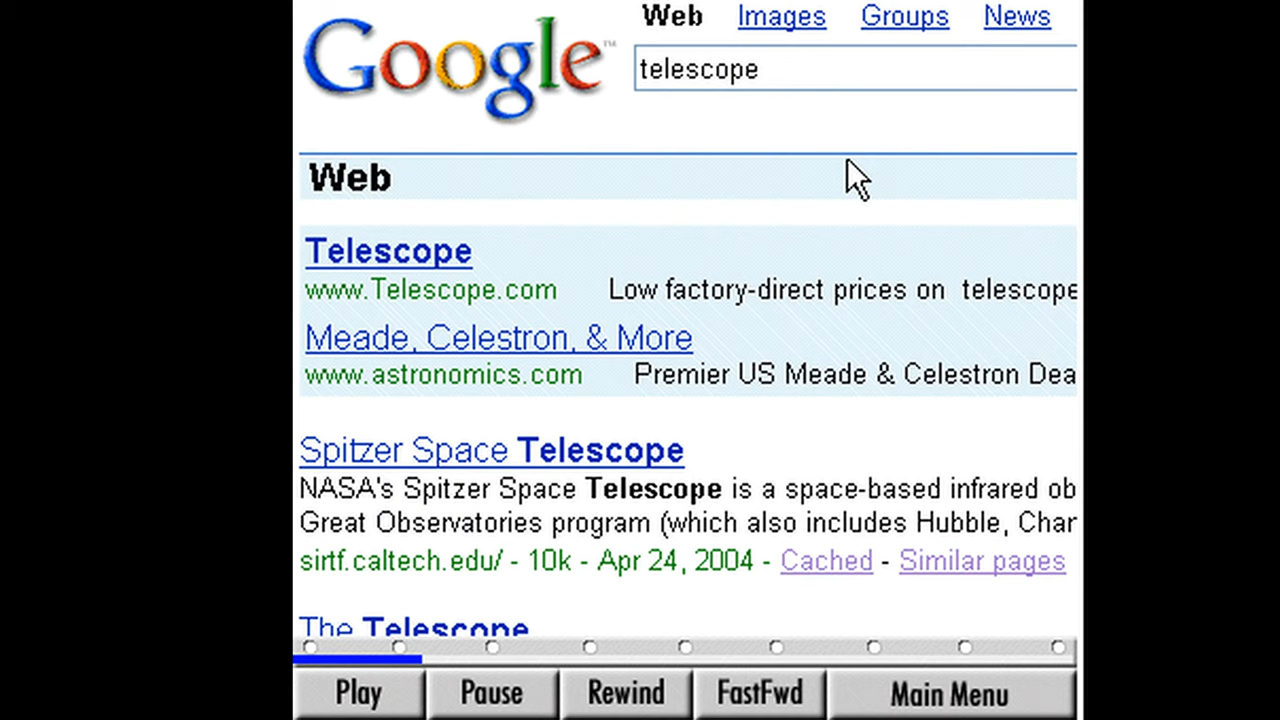 Google™
Web Images Groups News
telescope
Web
Telescope
www.Telescope.com Low factory-direct prices on telescope
Meade, Celestron, & More
www.astronomics.com Premier US Meade & Celestron Dea
Spitzer Space Telescope
NASA's Spitzer Space Telescope is a space-based infrared ob
Great Observatories program (which also includes Hubble, Chan
sirtf.caltech.edu/ - 10k - Apr 24, 2004 - Cached - Similar pages
The Telescope
Play Pause Rewind FastFwd Main Menu